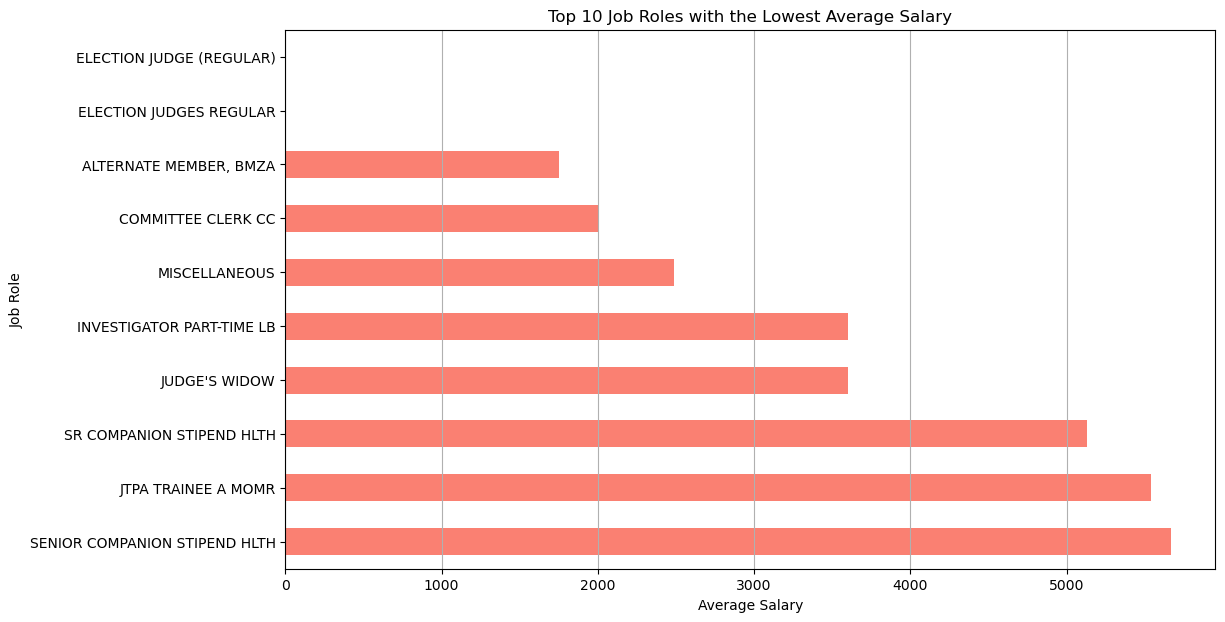 Top 10 Job Roles with the Lowest Average Salary
Job Role
ELECTION JUDGE (REGULAR)
ELECTION JUDGES REGULAR
ALTERNATE MEMBER, BMZA
COMMITTEE CLERK CC
MISCELLANEOUS
INVESTIGATOR PART-TIME LB
JUDGE'S WIDOW
SR COMPANION STIPEND HLTH
JTPA TRAINEE A MOMR
SENIOR COMPANION STIPEND HLTH
0 1000 2000 3000 4000 5000
Average Salary